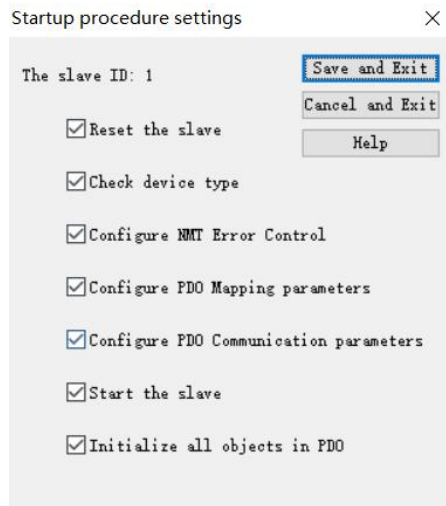 Startup procedure settings
The slave ID: 1
Save and Exit
Cancel and Exit
Help
Reset the slave
Check device type
Configure NMT Error Control
Configure PDO Mapping parameters
Configure PDO Communication parameters
Start the slave
Initialize all objects in PDO